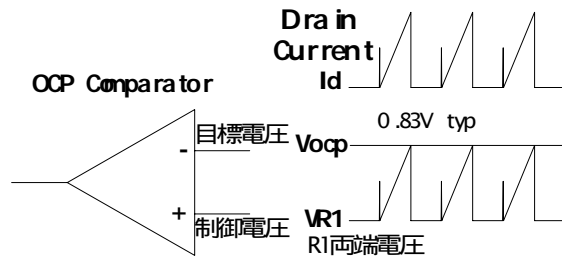 Drain
Current
Id
OCP Comparator
0.83V typ
目標電圧
Vocp
-
+
制御電圧
VR1
R1両端電圧